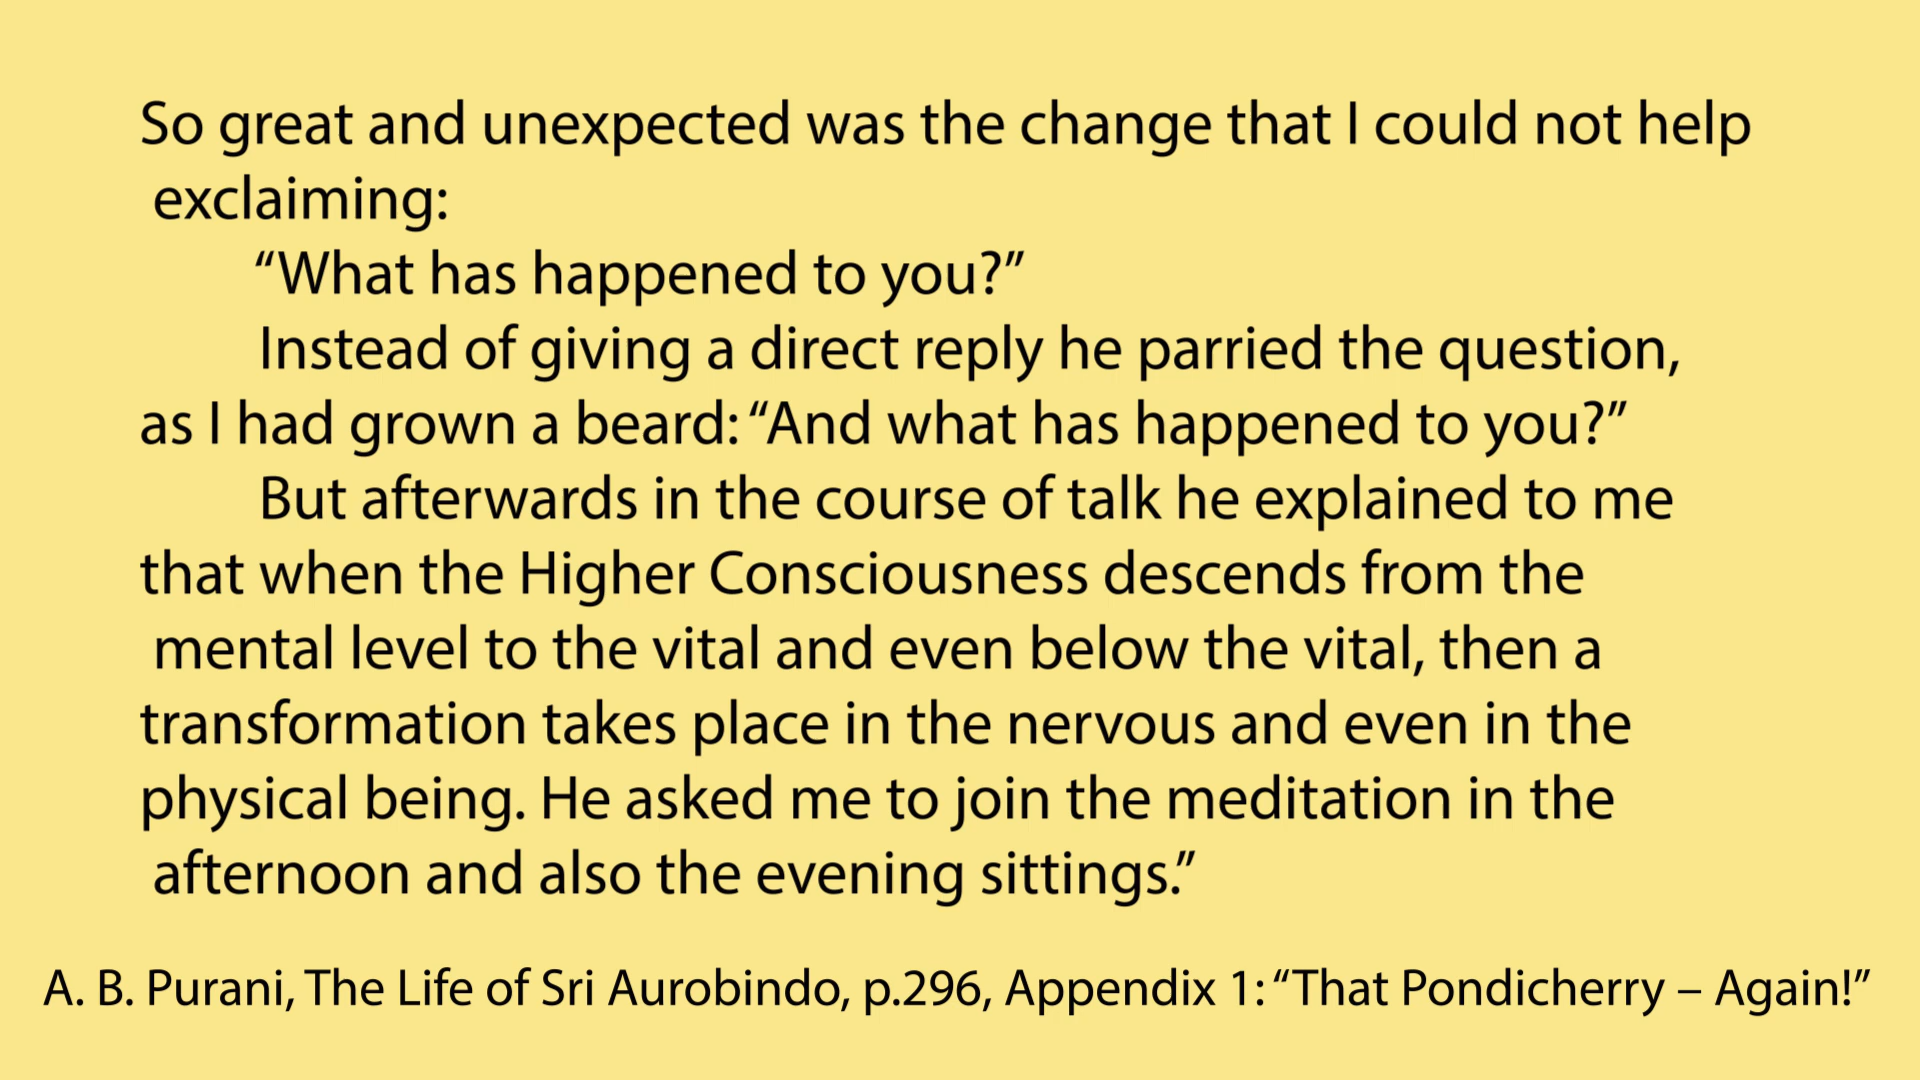 So great and unexpected was the change that I could not help
exclaiming:
“What has happened to you?”
Instead of giving a direct reply he parried the question,
as I had grown a beard: “And what has happened to you?”
But afterwards in the course of talk he explained to me
that when the Higher Consciousness descends from the
mental level to the vital and even below the vital, then a
transformation takes place in the nervous and even in the
physical being. He asked me to join the meditation in the
afternoon and also the evening sittings.”
A. B. Purani, The Life of Sri Aurobindo, p.296, Appendix 1: “That Pondicherry – Again!”